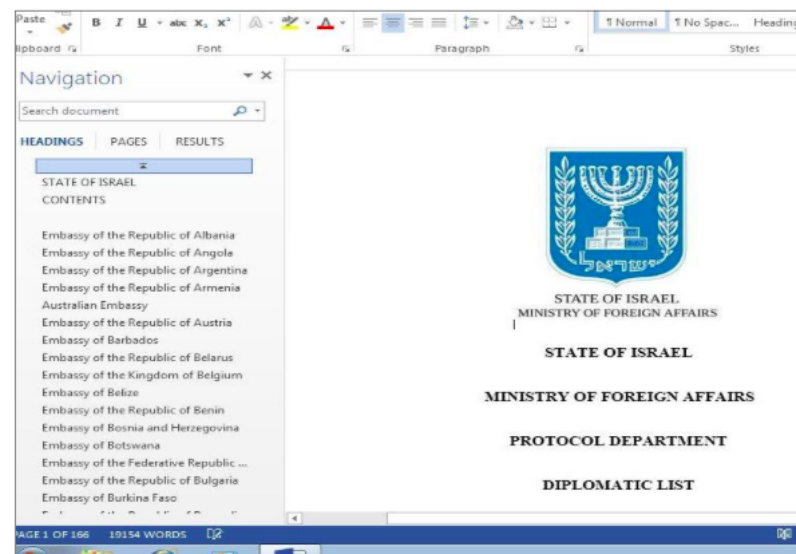 Paste
B I U abc X₂ X² A A
¶ Normal ¶ No Spac... Heading
lipboard Font Paragraph Styles
Navigation
Search document
HEADINGS PAGES RESULTS
STATE OF ISRAEL
CONTENTS
Embassy of the Republic of Albania
Embassy of the Republic of Angola
Embassy of the Republic of Argentina
Embassy of the Republic of Armenia
Australian Embassy
Embassy of the Republic of Austria
Embassy of Barbados
Embassy of the Republic of Belarus
Embassy of the Kingdom of Belgium
Embassy of Belize
Embassy of the Republic of Benin
Embassy of Bosnia and Herzegovina
Embassy of Botswana
Embassy of the Federative Republic ...
Embassy of the Republic of Bulgaria
Embassy of Burkina Faso
ישראל
STATE OF ISRAEL
MINISTRY OF FOREIGN AFFAIRS
STATE OF ISRAEL
MINISTRY OF FOREIGN AFFAIRS
PROTOCOL DEPARTMENT
DIPLOMATIC LIST
PAGE 1 OF 166 19154 WORDS